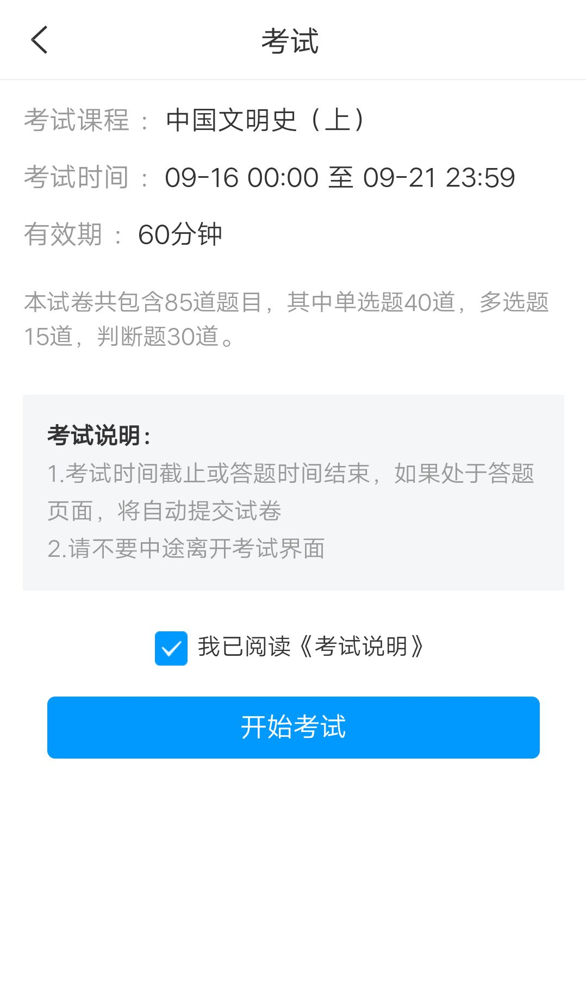 考试
考试课程 : 中国文明史（上）
考试时间 : 09-16 00:00 至 09-21 23:59
有效期 : 60分钟
本试卷共包含85道题目，其中单选题40道，多选题
15道，判断题30道。
考试说明：
1.考试时间截止或答题时间结束，如果处于答题
页面，将自动提交试卷
2.请不要中途离开考试界面
我已阅读《考试说明》
开始考试